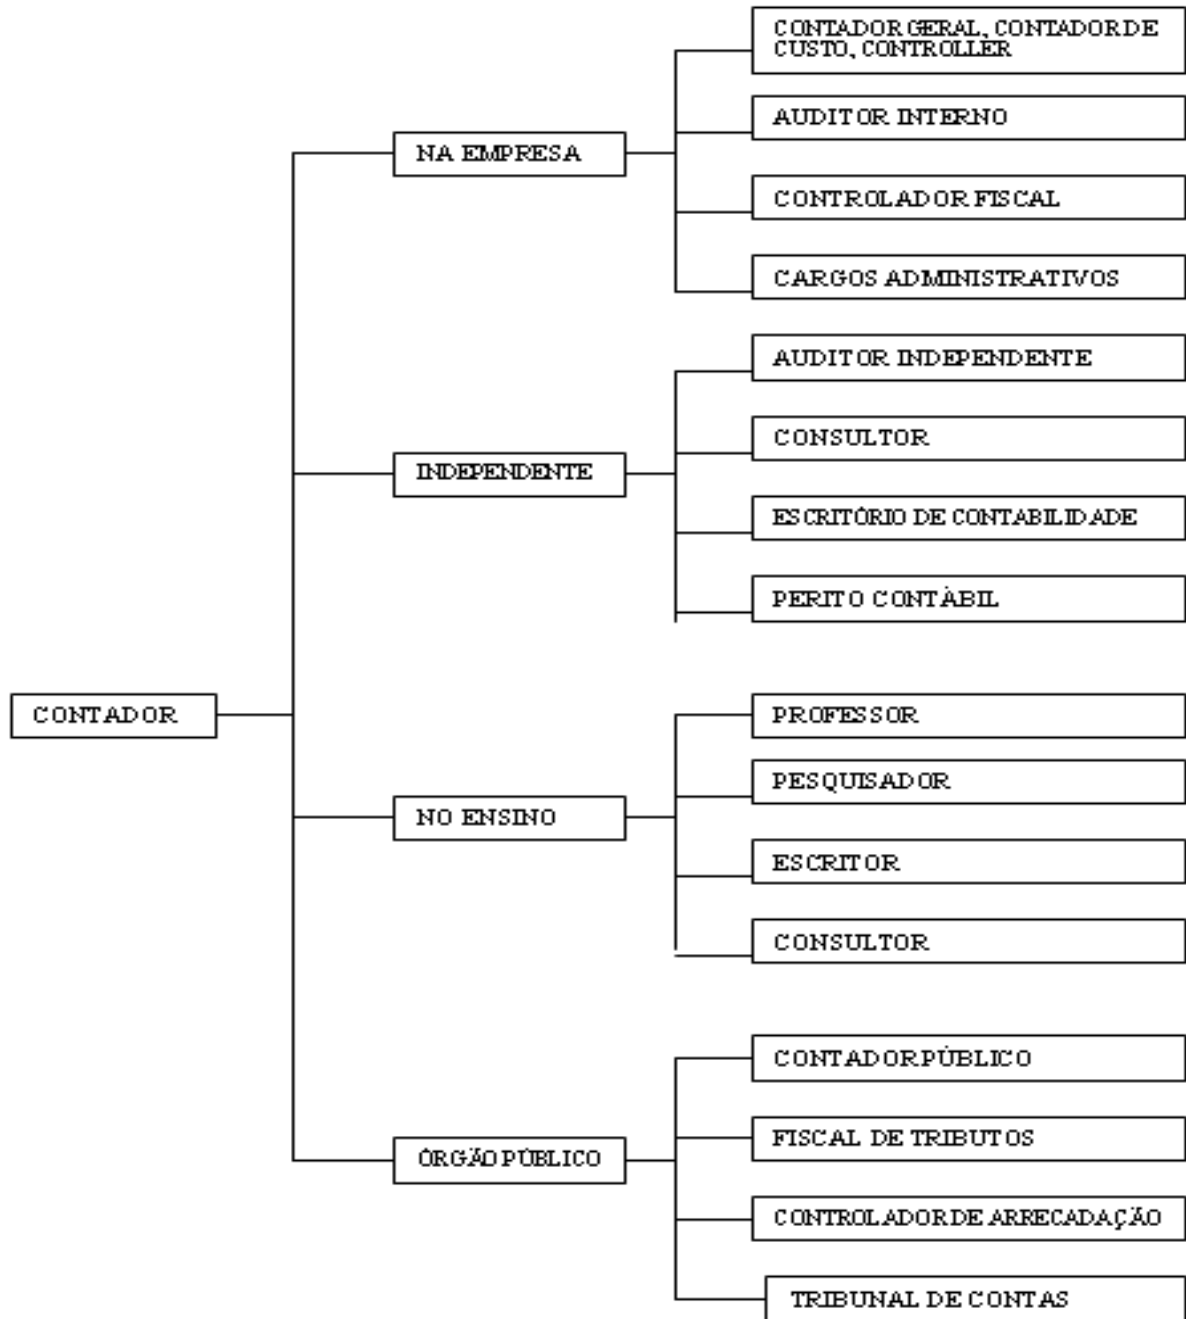 CONTADOR GERAL, CONTADOR DE
CUSTO, CONTROLLER
AUDITOR INTERNO
NA EMPRESA
CONTROLADOR FISCAL
CARGOS ADMINISTRATIVOS
AUDITOR INDEPENDENTE
CONSULTOR
INDEPENDENTE
ESCRITÓRIO DE CONTABILIDADE
PERITO CONTÁBIL
CONTADOR
PROFESSOR
PESQUISADOR
NO ENSINO
ESCRITOR
CONSULTOR
CONTADOR PÚBLICO
FISCAL DE TRIBUTOS
ÓRGÃO PÚBLICO
CONTROLADOR DE ARRECADAÇÃO
TRIBUNAL DE CONTAS